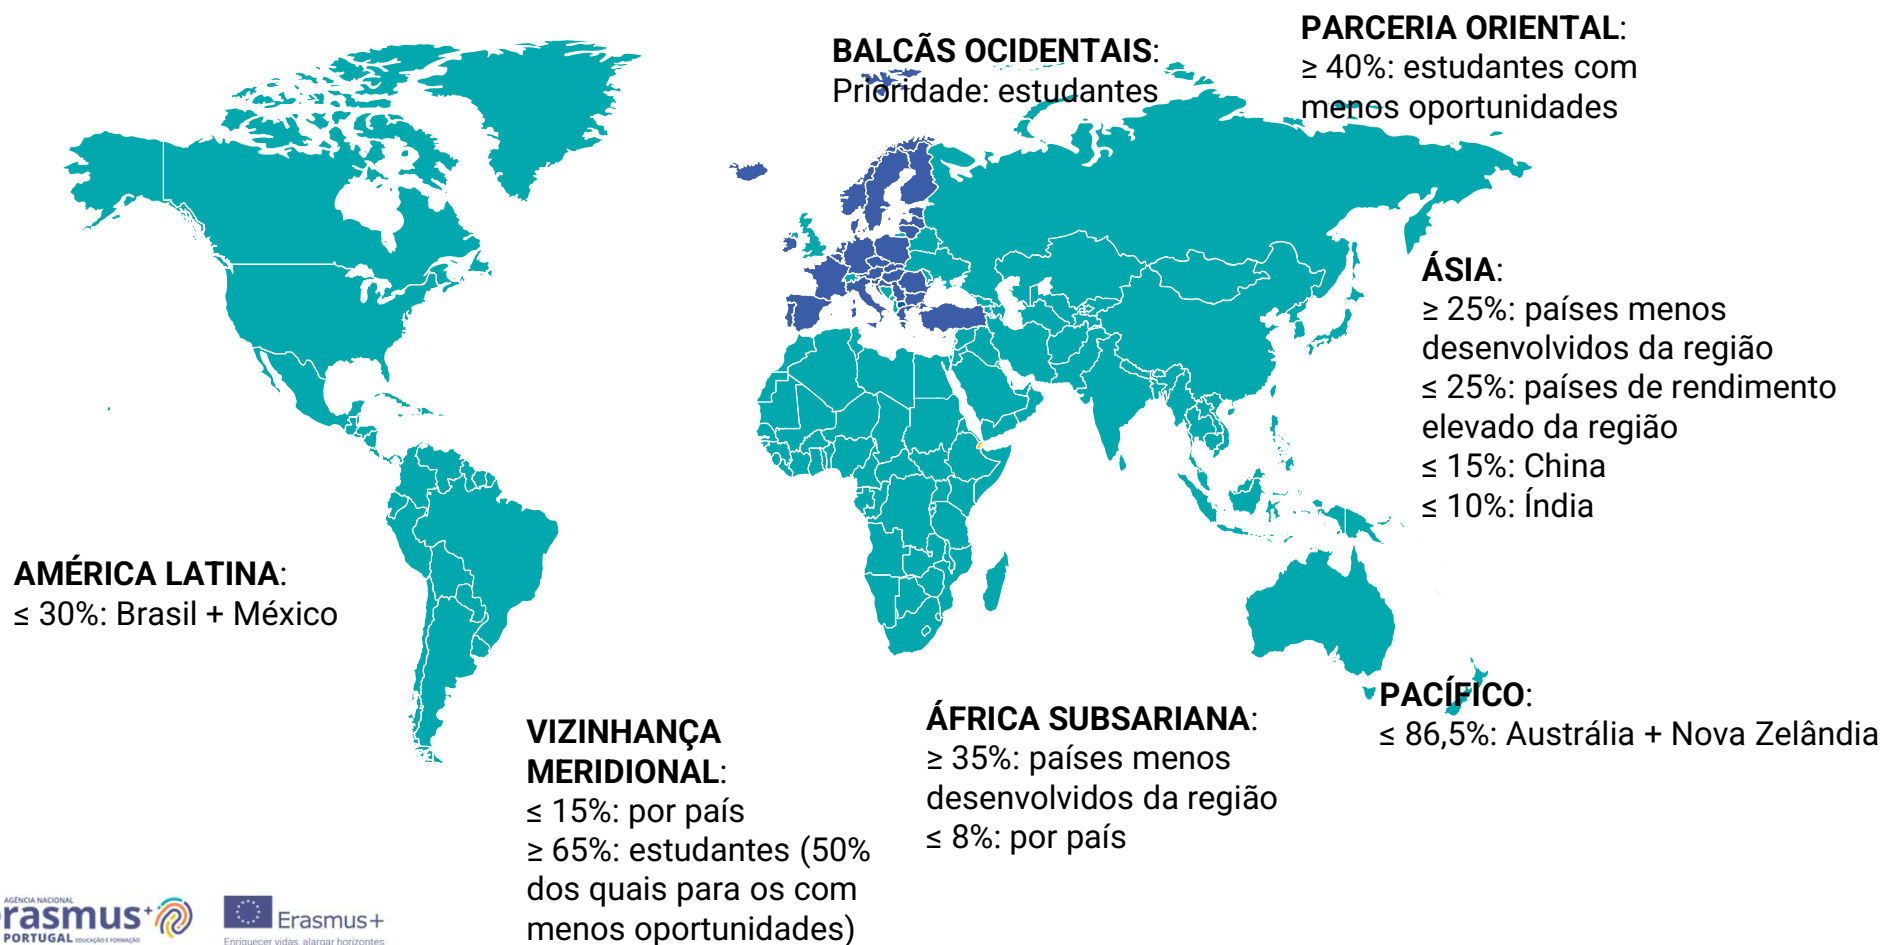 BALCÃS OCIDENTAIS:
Prioridade: estudantes
PARCERIA ORIENTAL:
≥ 40%: estudantes com
menos oportunidades
ÁSIA:
≥ 25%: países menos
desenvolvidos da região
≤ 25%: países de rendimento
elevado da região
≤ 15%: China
≤ 10%: Índia
AMÉRICA LATINA:
≤ 30%: Brasil + México
PACÍFICO:
≤ 86,5%: Austrália + Nova Zelândia
ÁFRICA SUBSARIANA:
≥ 35%: países menos
desenvolvidos da região
≤ 8%: por país
VIZINHANÇA
MERIDIONAL:
≤ 15%: por país
≥ 65%: estudantes (50%
dos quais para os com
menos oportunidades)
AGÊNCIA NACIONAL
rasmus+
PORTUGAL EDUCAÇÃO E FORMAÇÃO
Erasmus+
Enriquecer vidas, alargar horizontes